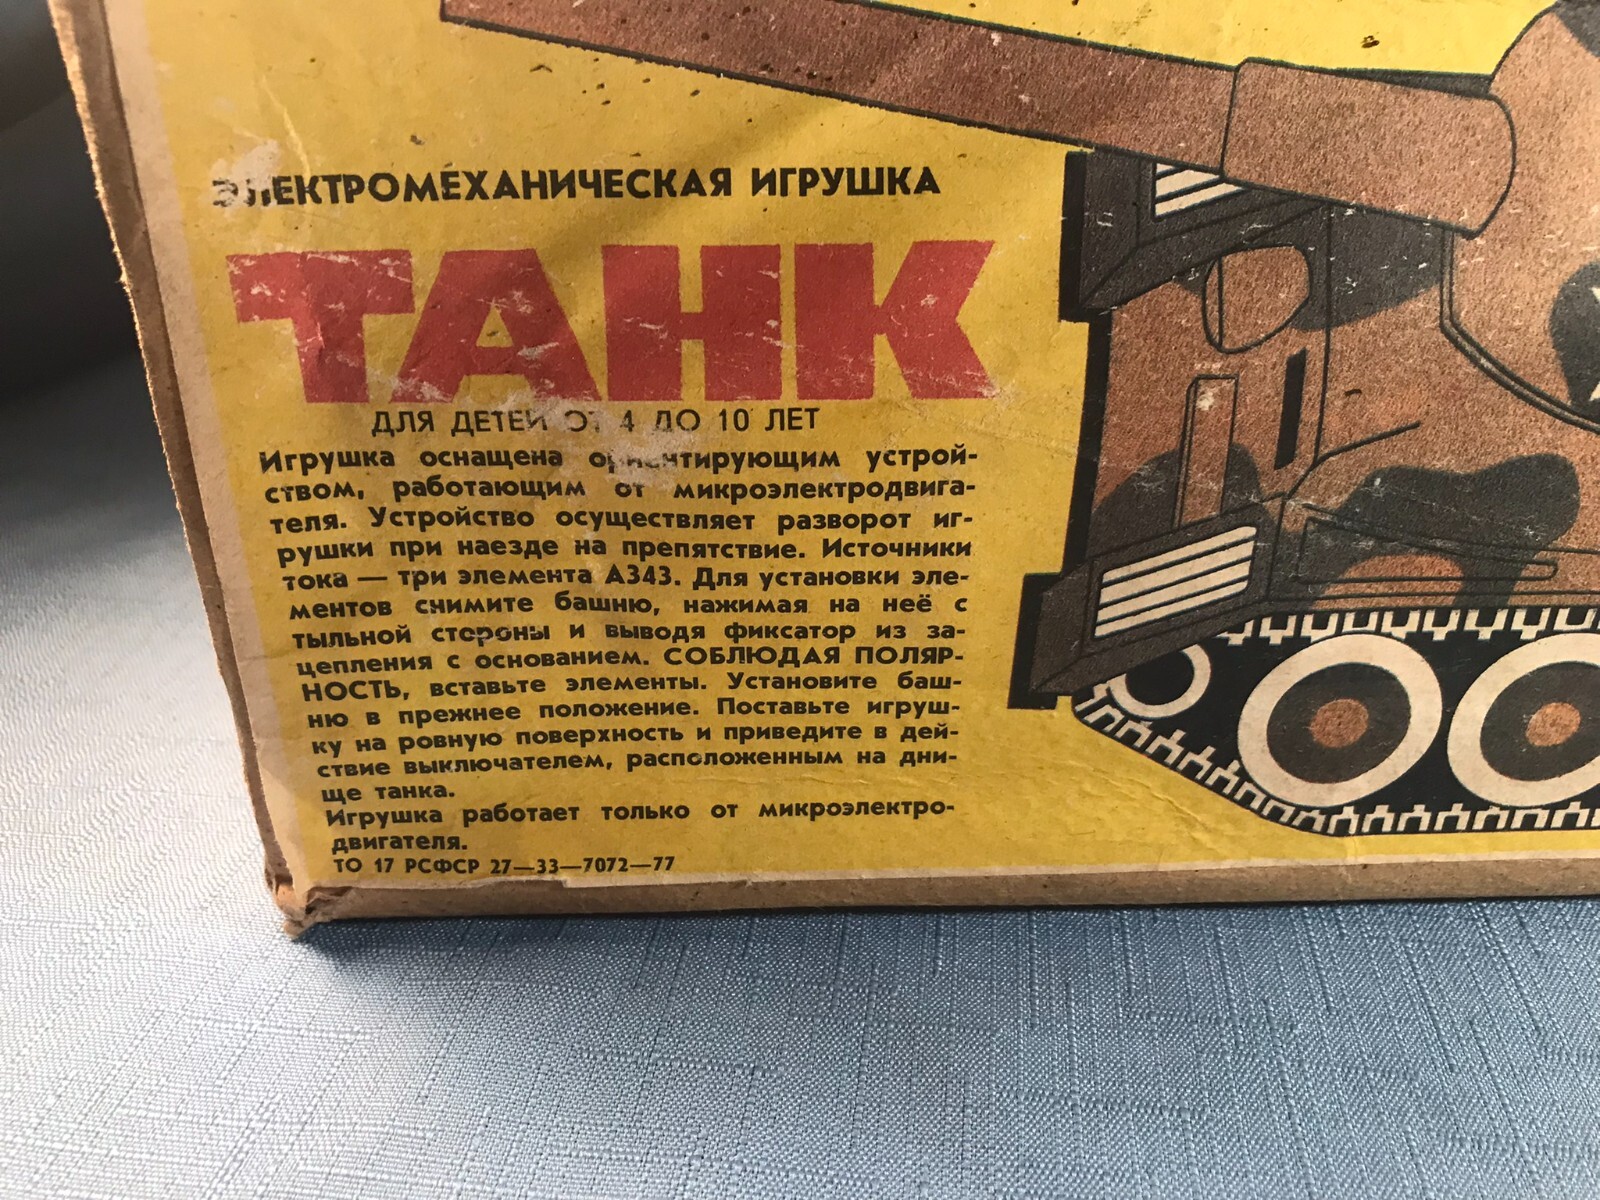 ЭЛЕКТРОМЕХАНИЧЕСКАЯ ИГРУШКА
ТАНК
ДЛЯ ДЕТЕЙ ОТ 4 ДО 10 ЛЕТ
Игрушка оснащена ориентирующим устрой-
ством, работающим от микроэлектродвига-
теля. Устройство осуществляет разворот иг-
рушки при наезде на препятствие. Источники
тока — три элемента А343. Для установки эле-
ментов снимите башню, нажимая на неё с
тыльной стороны и выводя фиксатор из за-
цепления с основанием. СОБЛЮДАЯ ПОЛЯР-
НОСТЬ, вставьте элементы. Установите баш-
ню в прежнее положение. Поставьте игруш-
ку на ровную поверхность и приведите в дей-
ствие выключателем, расположенным на дни-
ще танка.
Игрушка работает только от микроэлектро-
двигателя.
ТО 17 РСФСР 27—33—7072—77